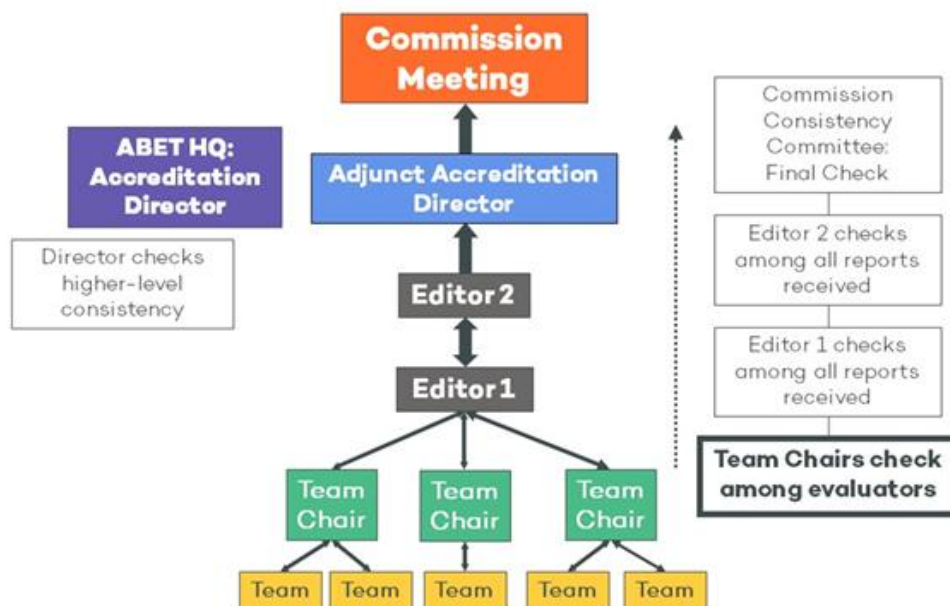 Commission
Meeting
ABET HQ:
Accreditation
Director
Director checks
higher-level
consistency
Adjunct Accreditation
Director
Editor 2
Editor 1
Team
Chair
Team
Chair
Team
Chair
Team
Team
Team
Team
Team
Commission
Consistency
Committee:
Final Check
Editor 2 checks
among all reports
received
Editor 1 checks
among all reports
received
Team Chairs check
among evaluators